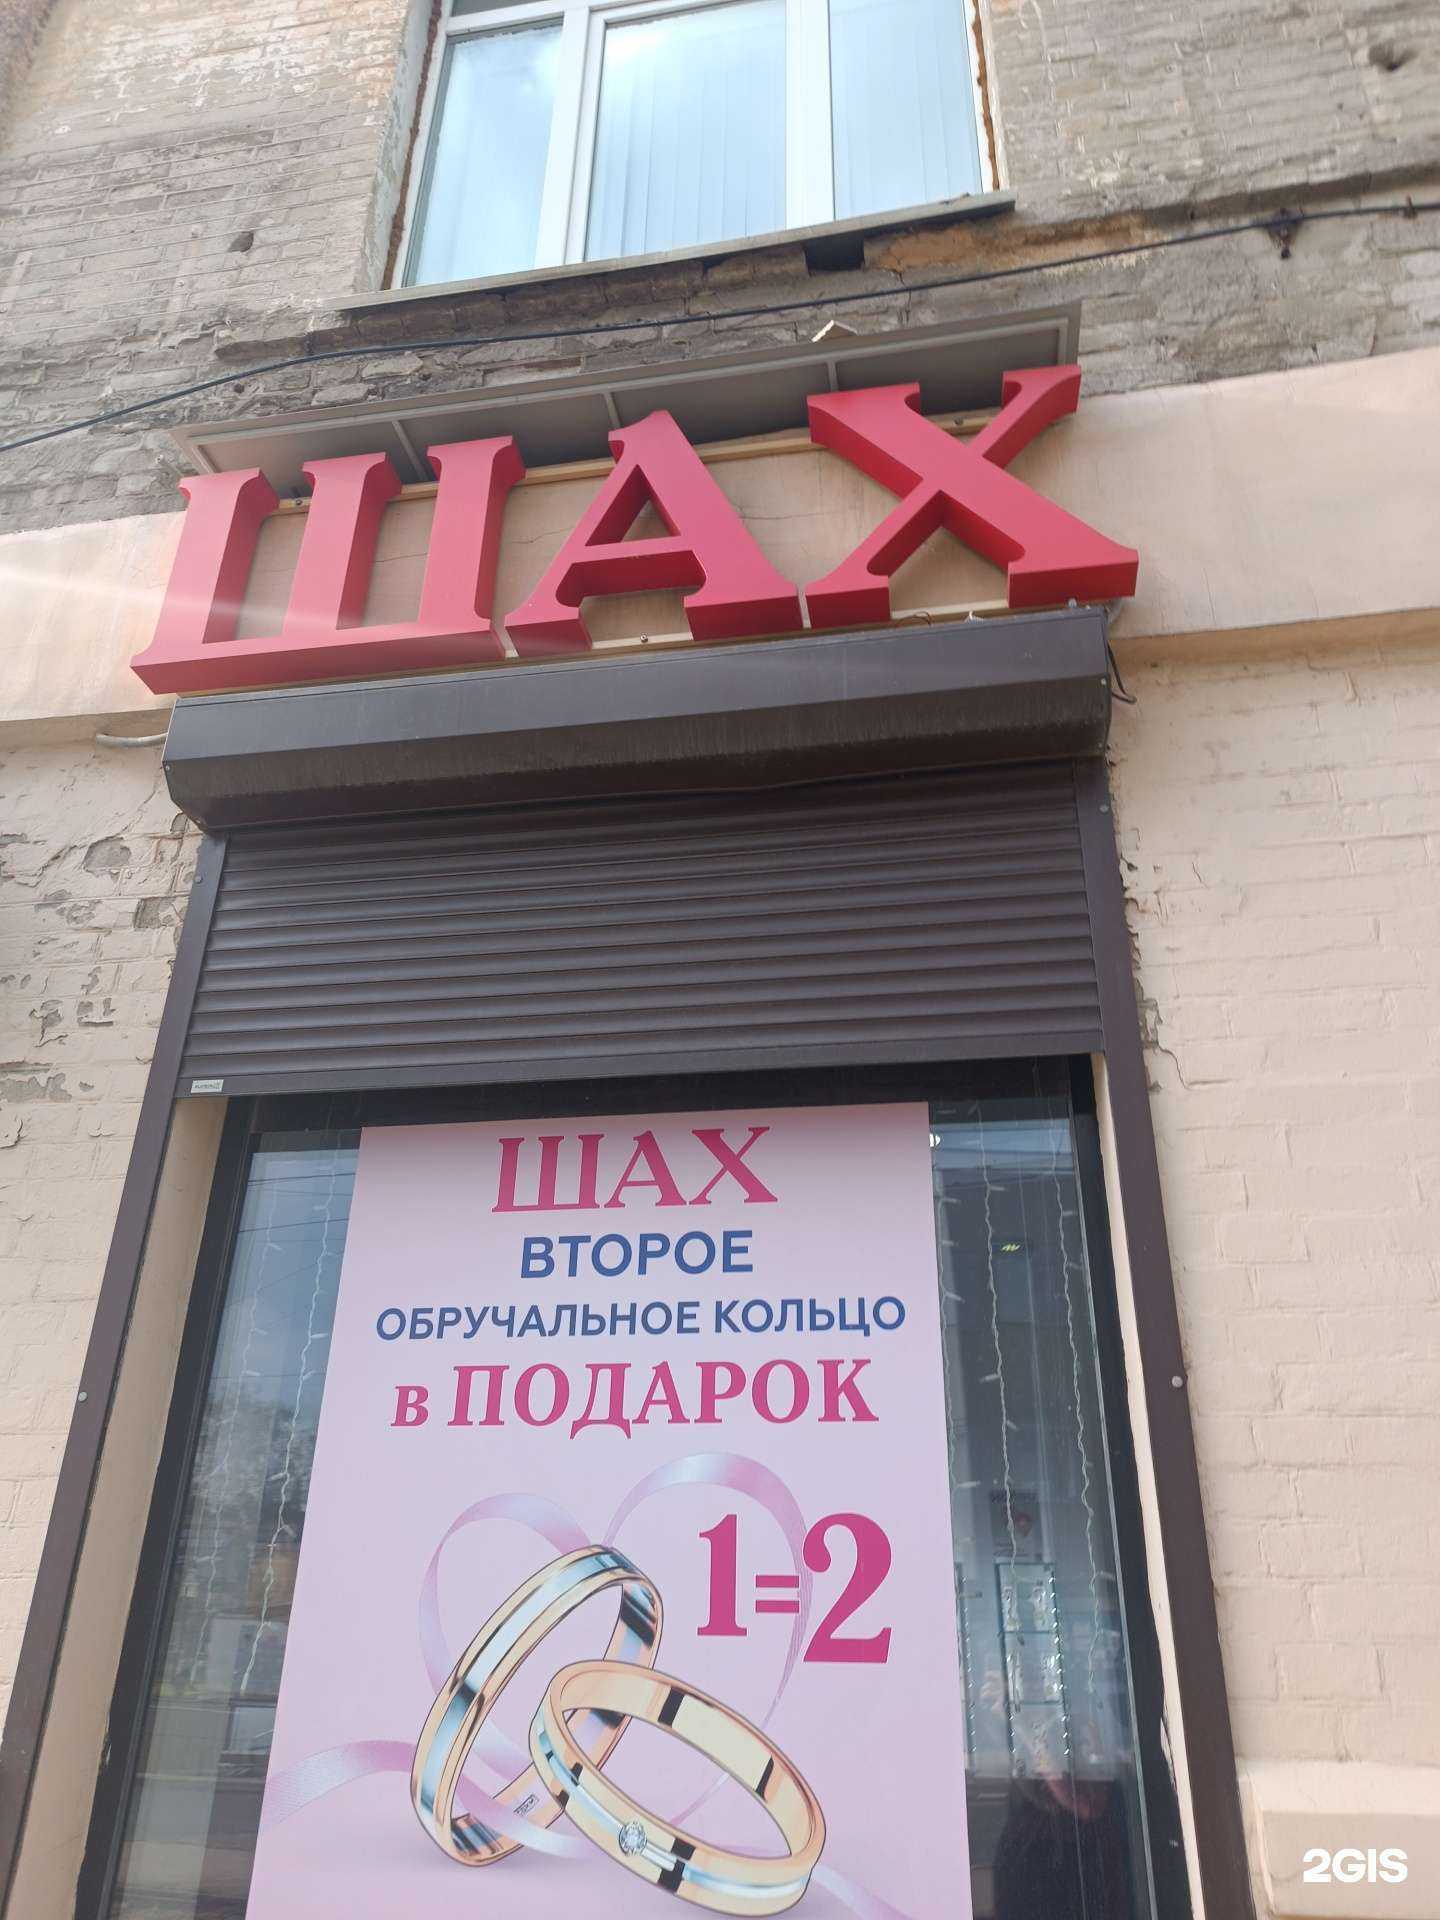 ШАХ
ШАХ
ВТОРОЕ
ОБРУЧАЛЬНОЕ КОЛЬЦО
в ПОДАРОК
1=2
2GIS